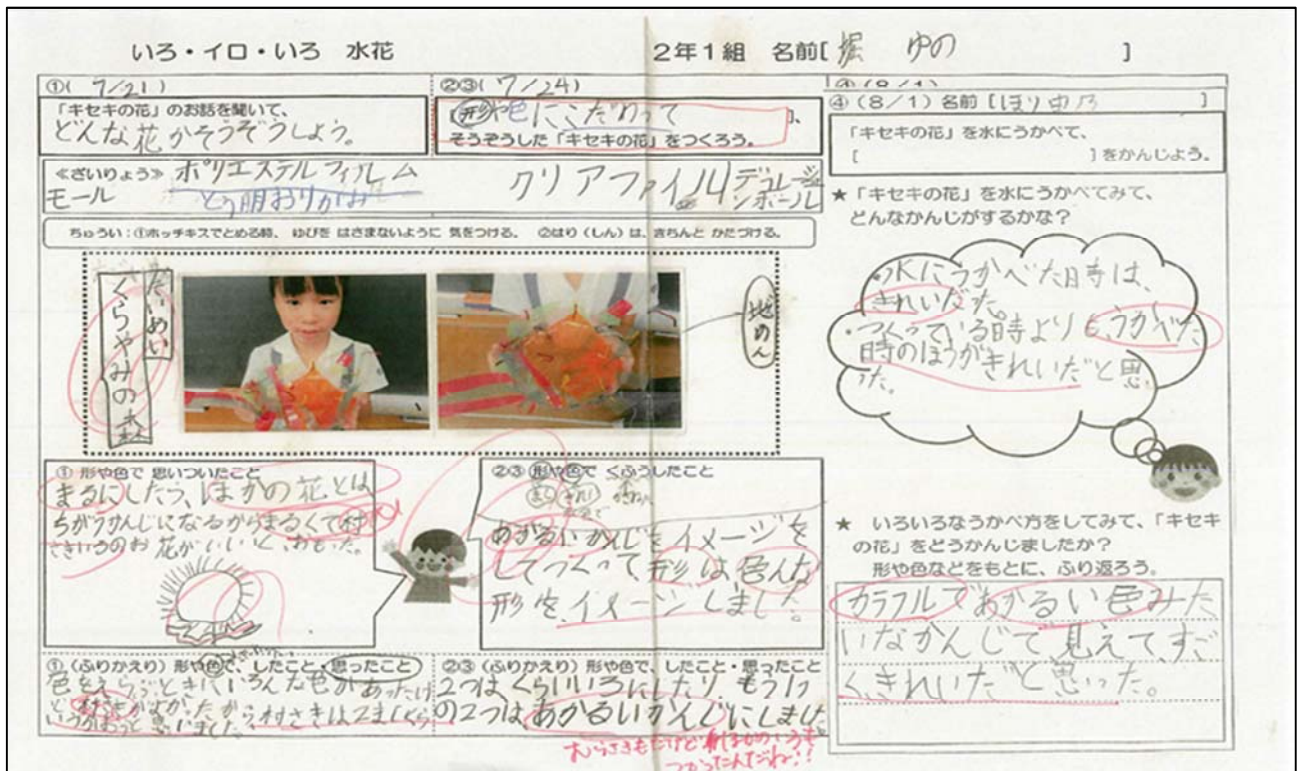 いろ・イロ・いろ 水花
2年1組 名前[ 堀 ゆの ]
①( 7/21 )
「キセキの花」のお話を聞いて、
どんな花かそうぞうしよう。
②③( 7/24 )
形や色にこだわって 】、
そうぞうした「キセキの花」をつくろう。
≪ざいりょう≫ ポリエステルフィルム
モール とう明おりがみ
クリアファイル
ちゅうい:①ホッチキスでとめる時、ゆびを はさまないように 気をつける。 ②はり(しん)は、きちんと かたづける。
だいめい
くらやみの森
地めん
① 形や色で 思いついたこと
まるにしたら、ほかの花とは
ちがうかんじになるからまるくて村
さきいろのお花がいいと、おもった。
②③ 形や色で くふうしたこと
あかるいかんじをイメージを
してつくって、形は色んな
形を、イメージしました。
①(ふりかえり)形や色で、したこと・思ったこと
色をえらぶときにいろんな色があったけ
②③(ふりかえり)形や色で、したこと・思ったこと
2つは、くらいいろにしたり、もう1つ
の2つはあかるいかんじにしました
むらさきもだけど
つかったんだね!!
④(8/1)
④(8/1)名前[ほり ゆの ]
「キセキの花」を水にうかべて、
[ ]をかんじよう。
★「キセキの花」を水にうかべてみて、
どんなかんじがするかな?
・水にうかべた時は、
きれいだった。
・つくっている時よりも、うかべた
時のほうがきれいだと思
った。
★ いろいろなうかべ方をしてみて、「キセキ
の花」をどうかんじましたか?
形や色などをもとに、ふり返ろう。
カラフルであかるい色みた
いなかんじで見えて、すご
く、きれいだと思った。